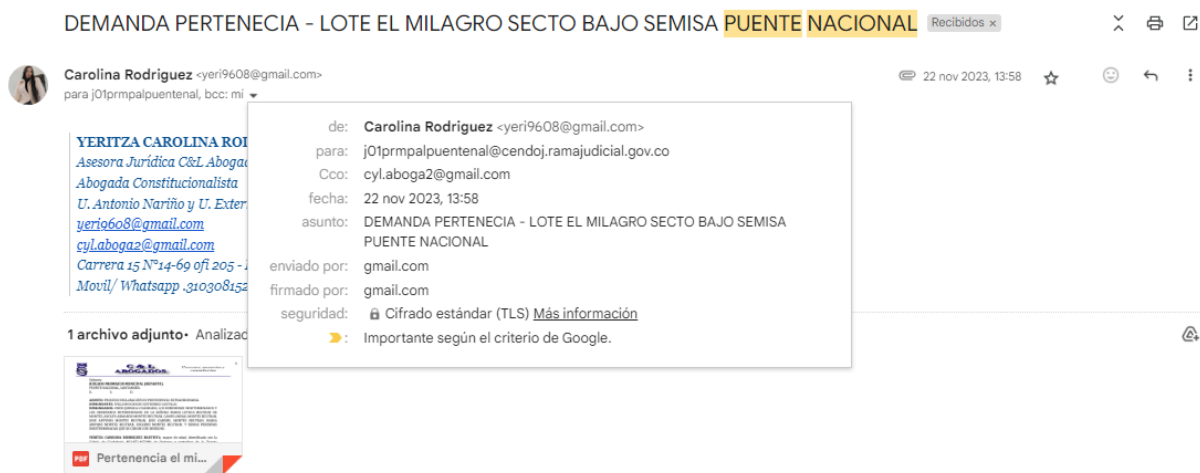 DEMANDA PERTENECIA - LOTE EL MILAGRO SECTO BAJO SEMISA PUENTE NACIONAL Recibidos x
Carolina Rodriguez <yeri9608@gmail.com>
22 nov 2023, 13:58
para j01prmpalpuentenal, bcc: mí
YERITZA CAROLINA
Asesora Jurídica C&L
Abogada Constitucionalista
U. Antonio Nariño y U.
yeri9608@gmail.com
cyl.aboga2@gmail.com
Carrera 15 N°14-69 ofi 205 -
Movil/ Whatsapp .310308152
de: Carolina Rodriguez <yeri9608@gmail.com>
para: j01prmpalpuentenal@cendoj.ramajudicial.gov.co
Cco: cyl.aboga2@gmail.com
fecha: 22 nov 2023, 13:58
asunto: DEMANDA PERTENECIA - LOTE EL MILAGRO SECTO BAJO SEMISA
PUENTE NACIONAL
enviado por: gmail.com
firmado por: gmail.com
seguridad: Cifrado estándar (TLS) Más información
: Importante según el criterio de Google.
1 archivo adjunto · Analizad
C&L
ABOGADOS
PDF Pertenencia el mi...